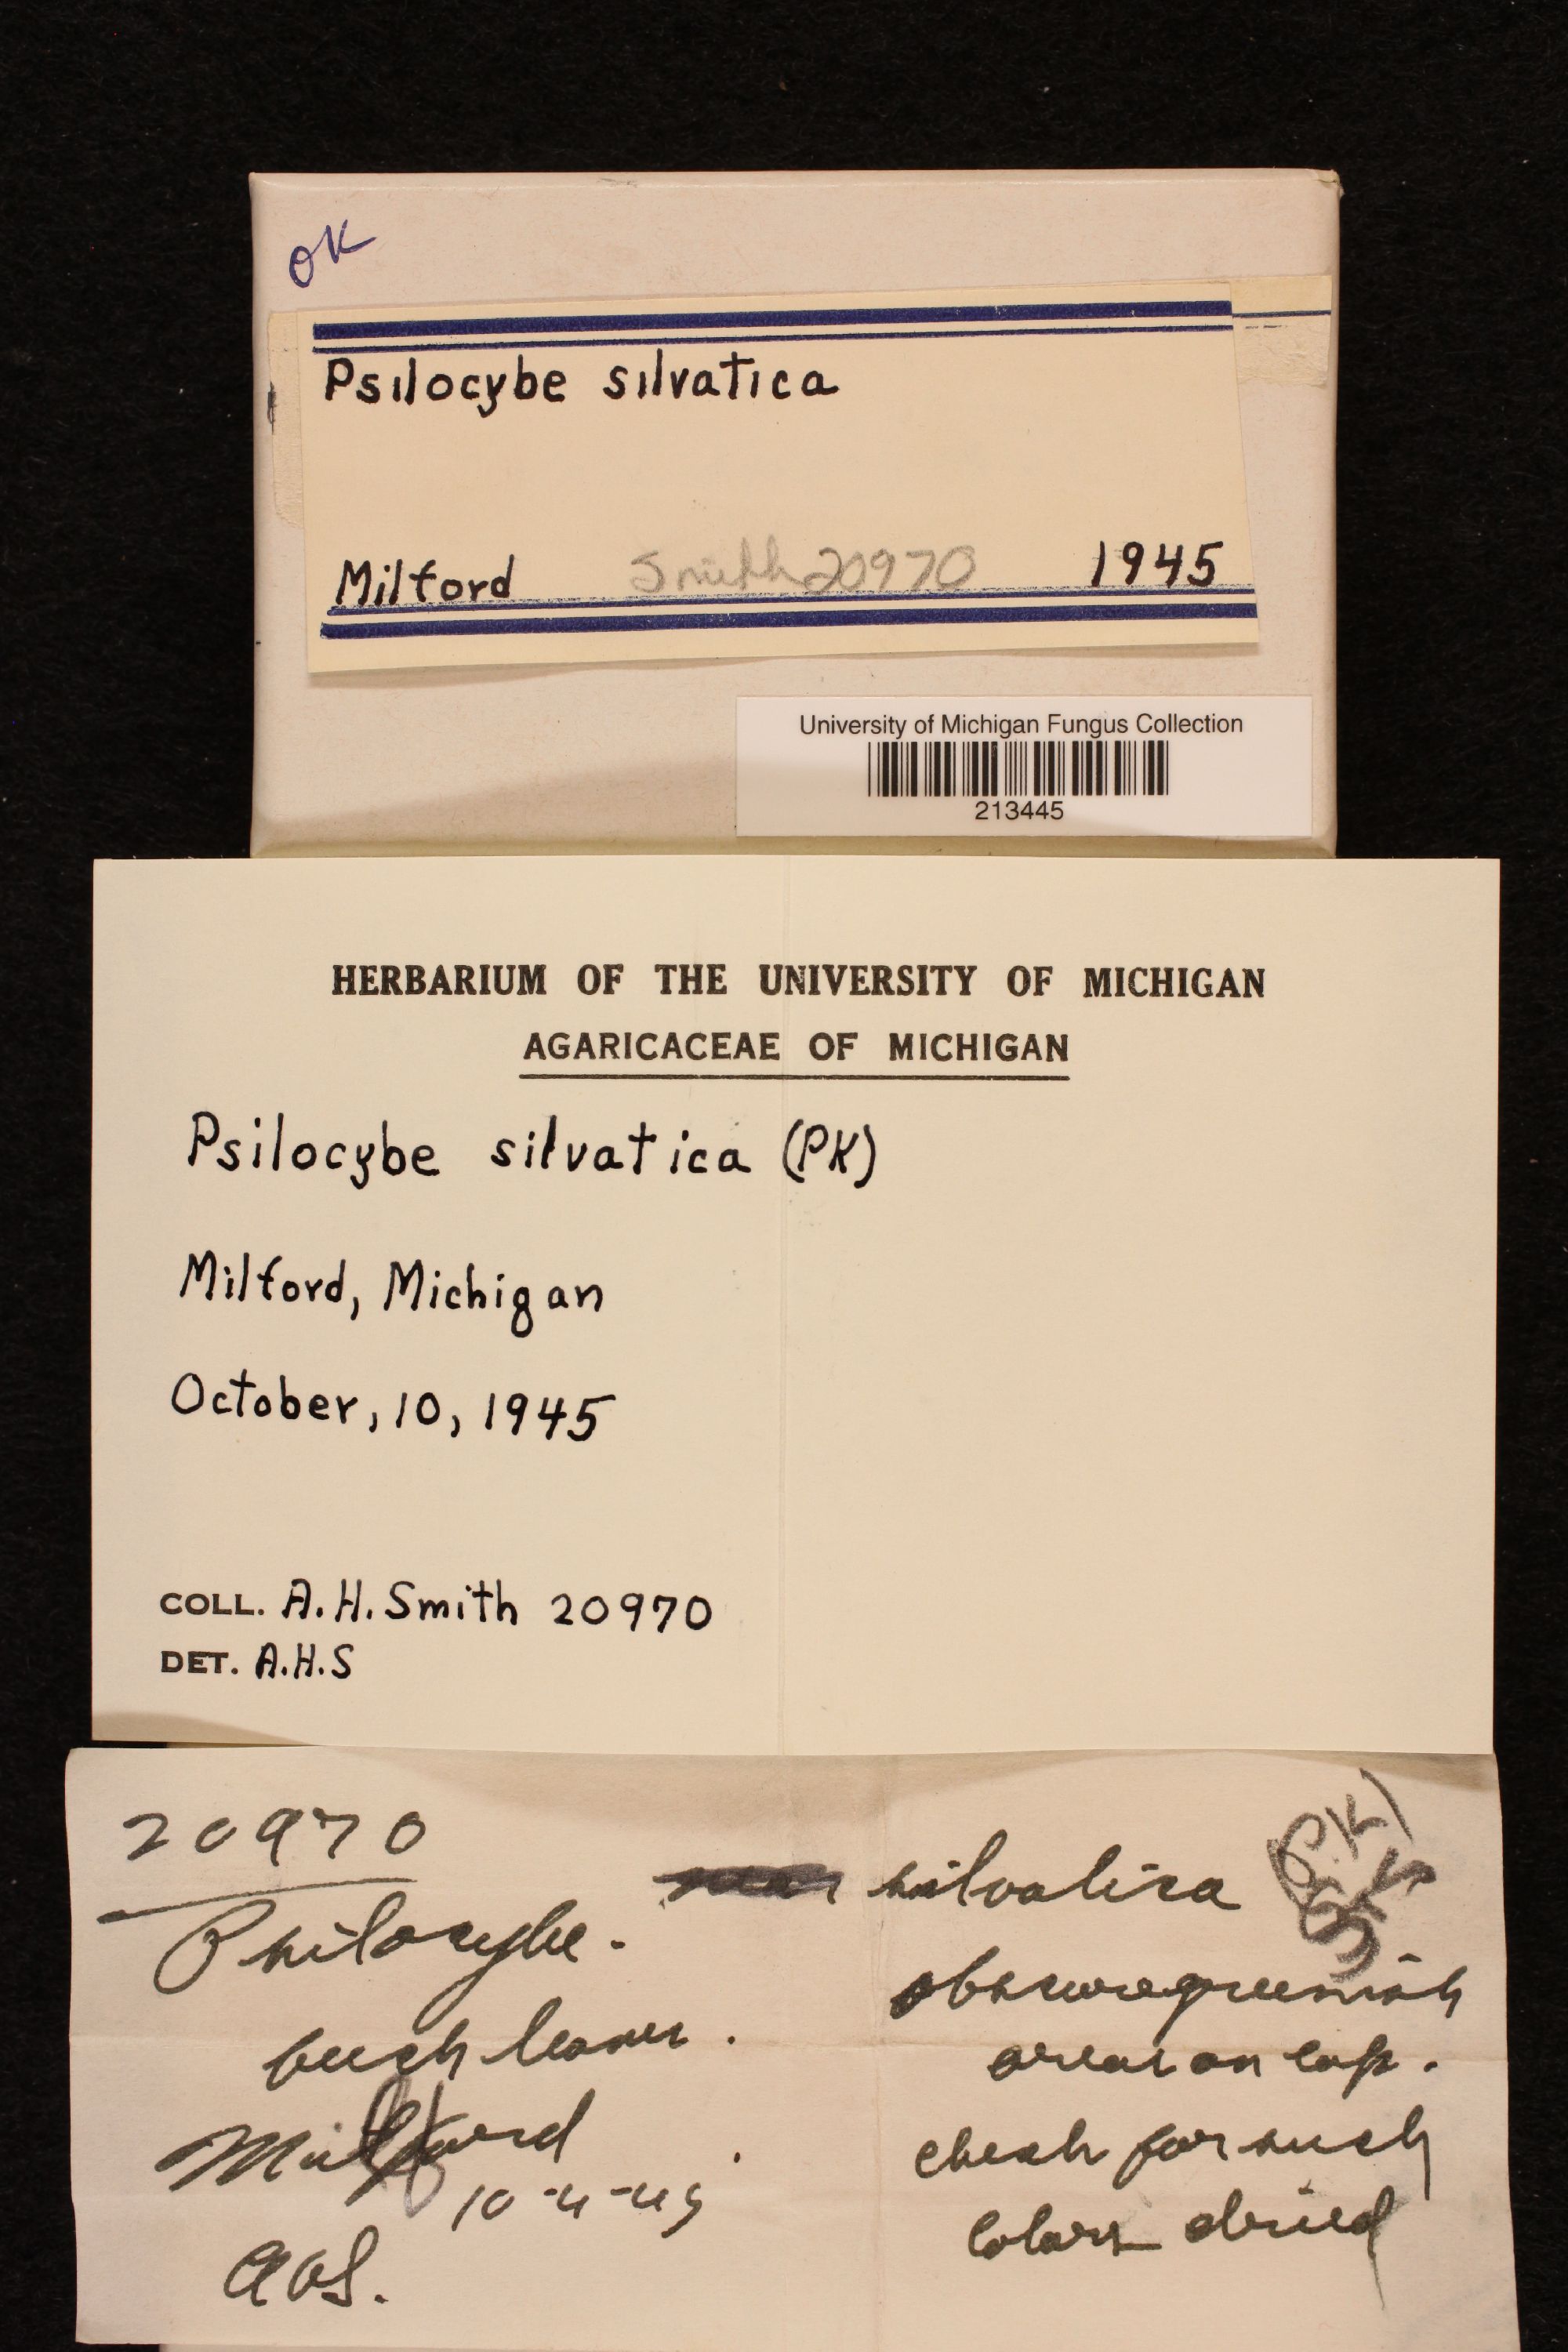 OK
Psilocybe silvatica
Milford Smith 20970 1945
University of Michigan Fungus Collection
213445
HERBARIUM OF THE UNIVERSITY OF MICHIGAN
AGARICACEAE OF MICHIGAN
Psilocybe silvatica (PK)
Milford, Michigan
October, 10, 1945
COLL. A.H. Smith 20970
DET. A.H.S
20970
Psilocybe. silvatica (PK)
beech leaves.
Milford
10-4-45
AHS.
obscure greenish
areas on cap.
check for such
colors dried